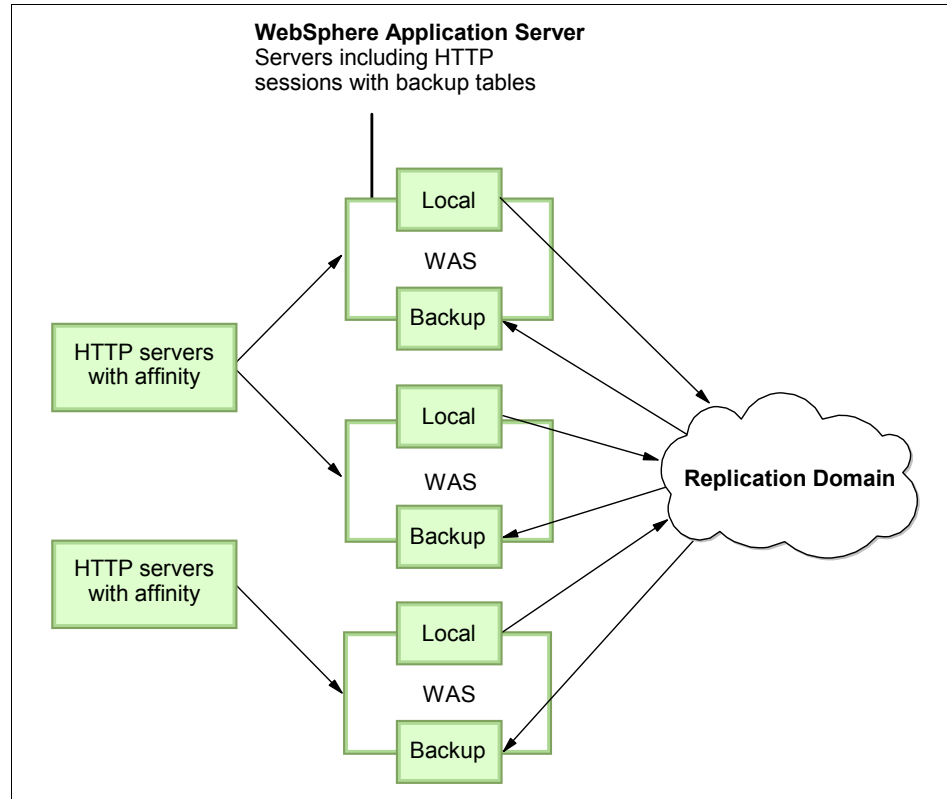 WebSphere Application Server
Servers including HTTP
sessions with backup tables
Local
WAS
Backup
HTTP servers
with affinity
Local
WAS
Backup
Replication Domain
HTTP servers
with affinity
Local
WAS
Backup